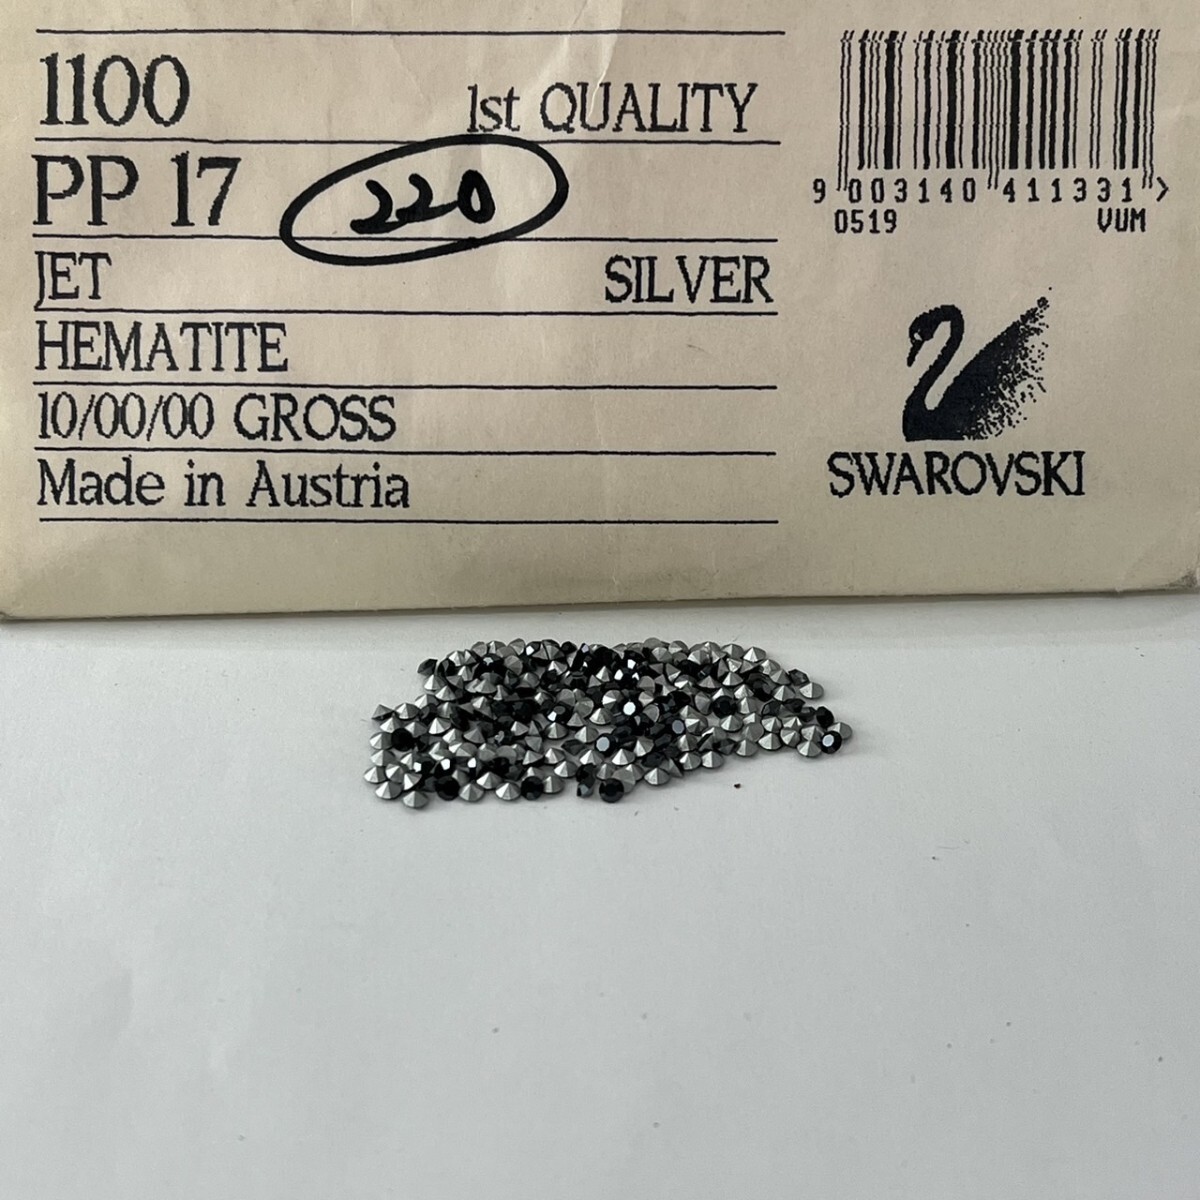 1100 1st QUALITY
PP 17 220
JET SILVER
HEMATITE
10/00/00 GROSS
Made in Austria
9 003140 411331 >
0519 VUM
SWAROVSKI